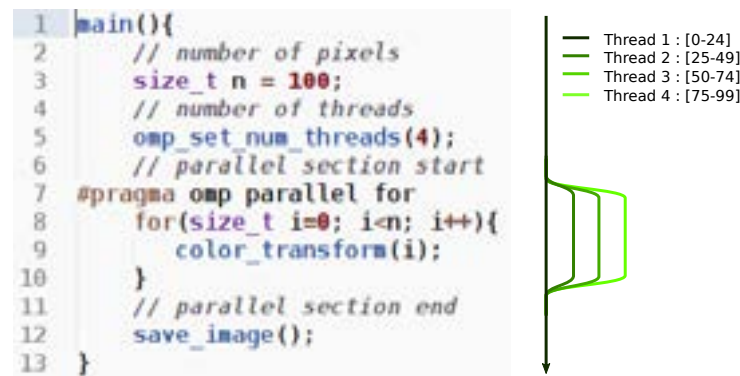 1 main(){
2 // number of pixels
3 size_t n = 100;
4 // number of threads
5 omp_set_num_threads(4);
6 // parallel section start
7 #pragma omp parallel for
8 for(size_t i=0; i<n; i++){
9 color_transform(i);
10 }
11 // parallel section end
12 save_image();
13 }
Thread 1 : [0-24]
Thread 2 : [25-49]
Thread 3 : [50-74]
Thread 4 : [75-99]